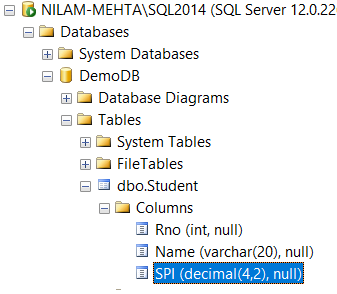 NILAM-MEHTA\SQL2014 (SQL Server 12.0.22
Databases
System Databases
DemoDB
Database Diagrams
Tables
System Tables
FileTables
dbo.Student
Columns
Rno (int, null)
Name (varchar(20), null)
SPI (decimal(4,2), null)